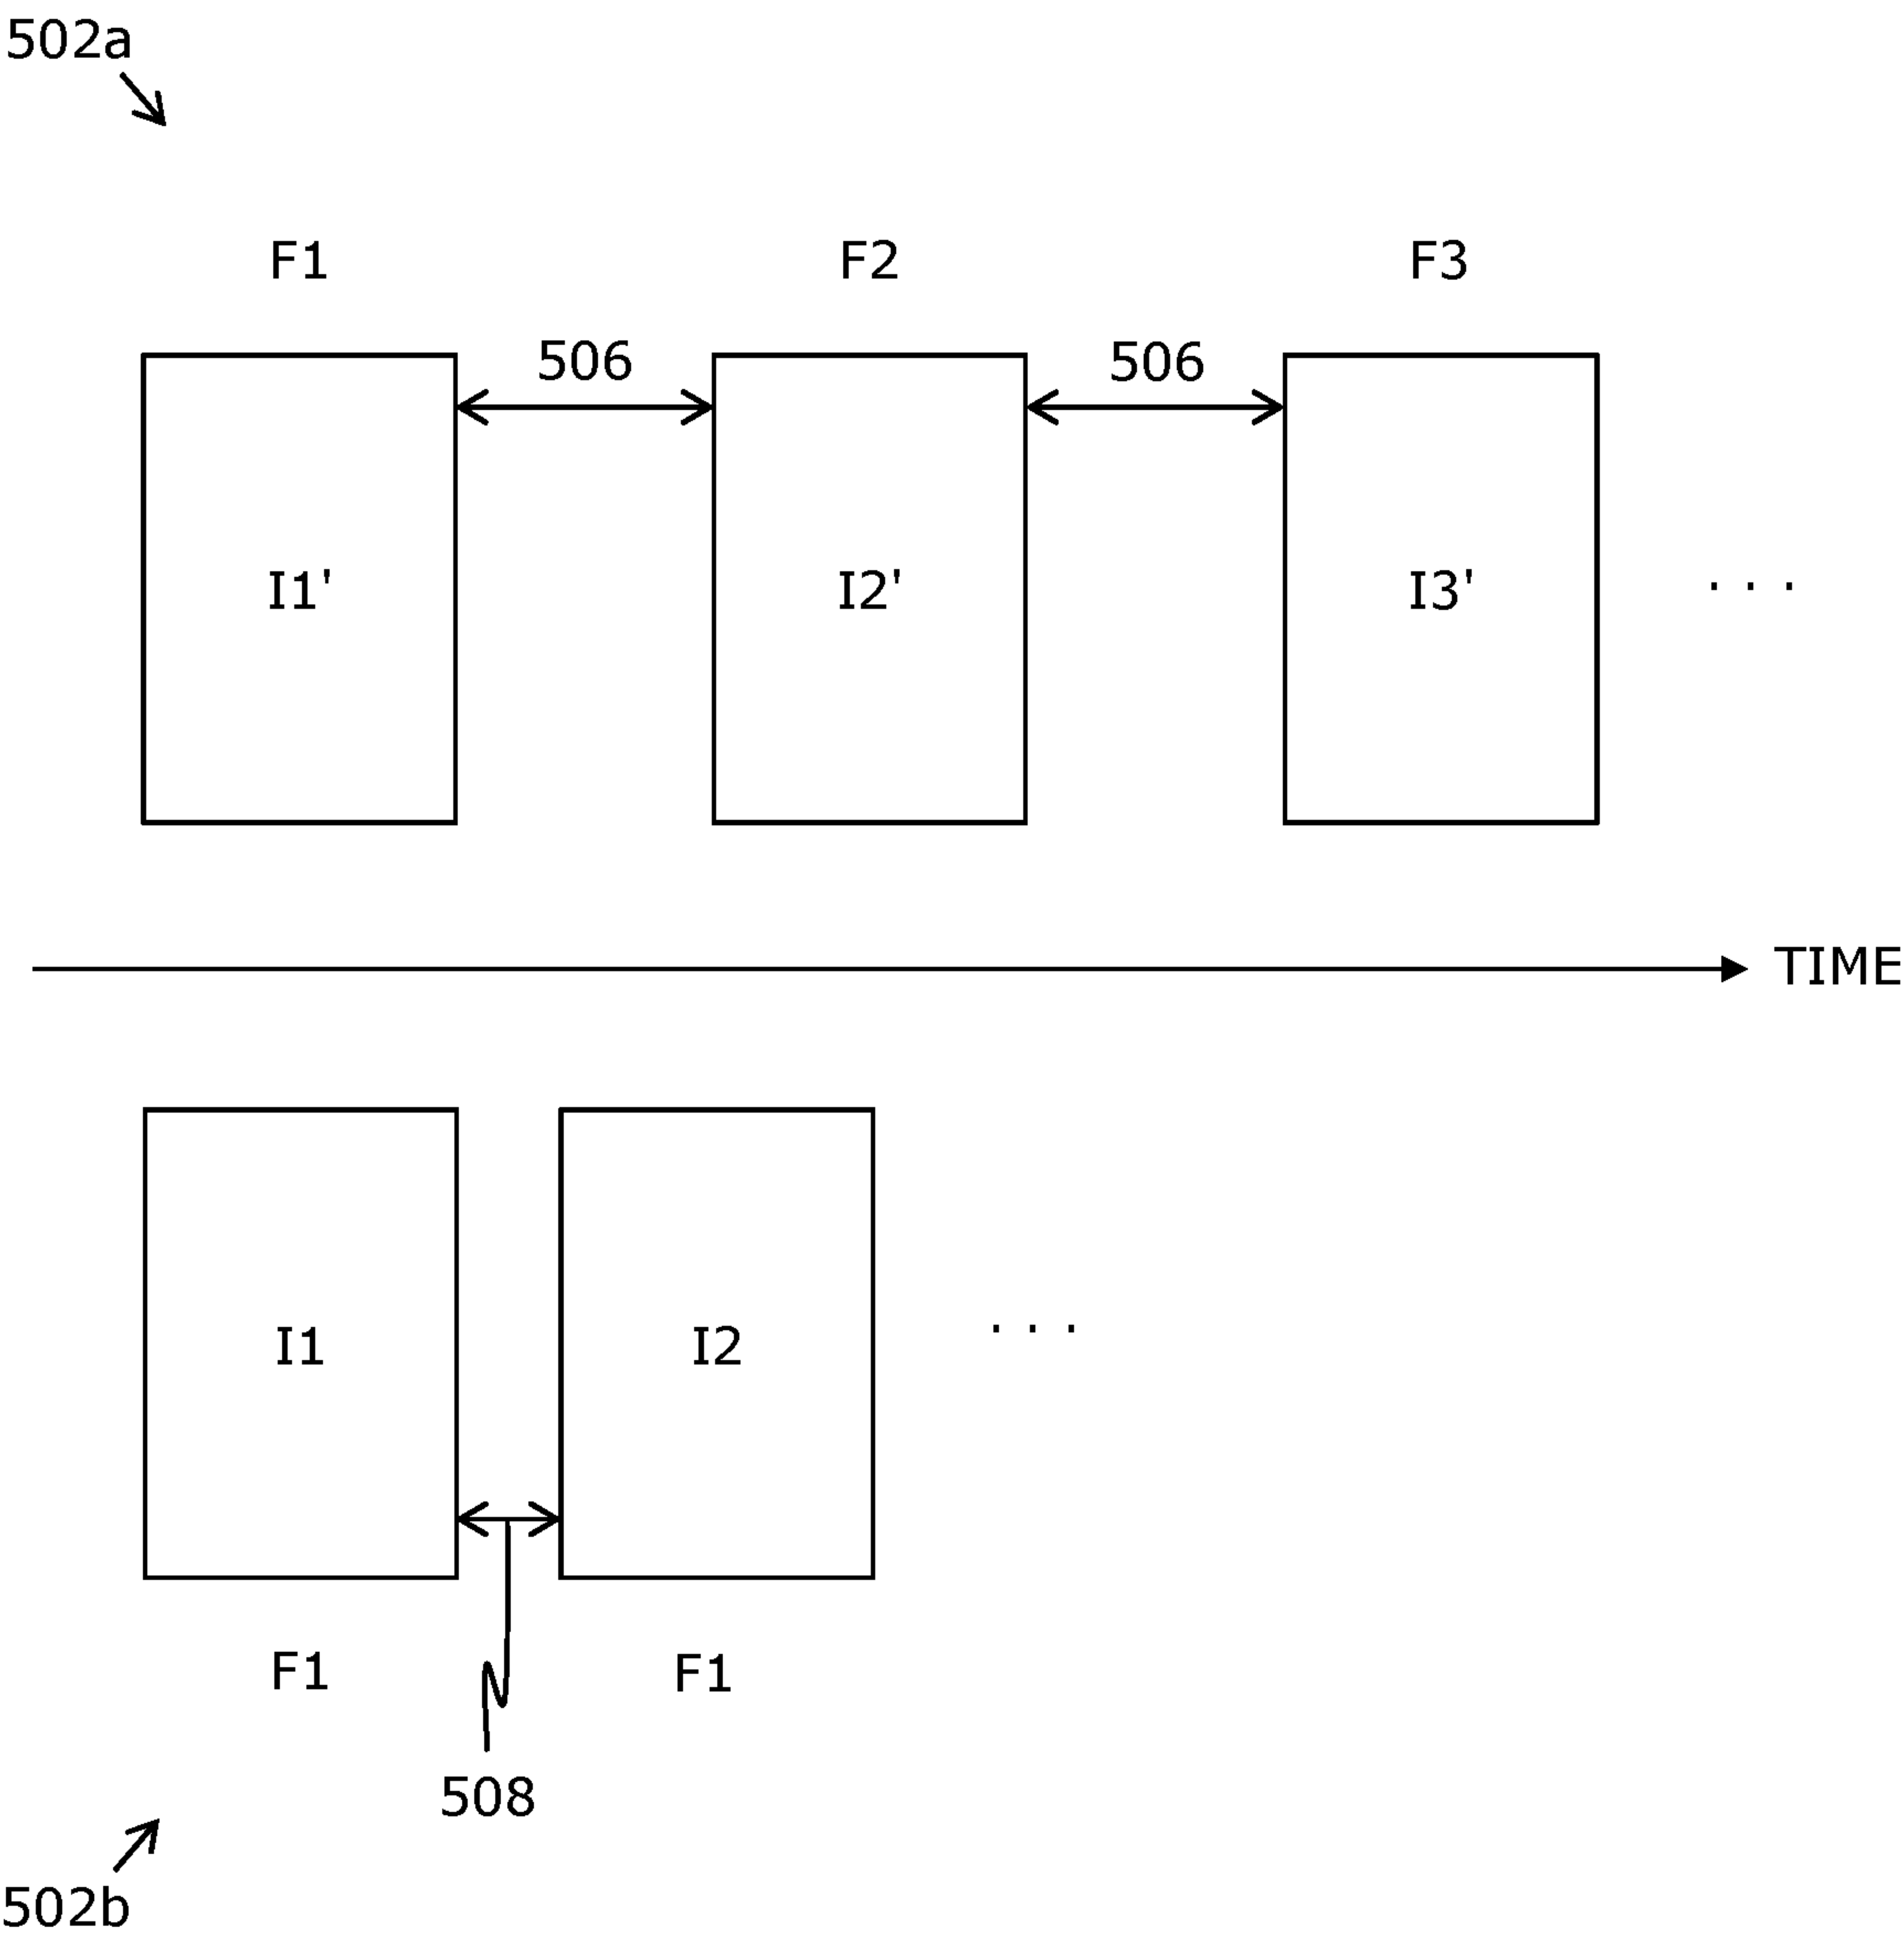 502a
F1 F2 F3
506 506
I1' I2' I3' . . .
TIME
I1 I2 . . .
F1 F1
508
502b